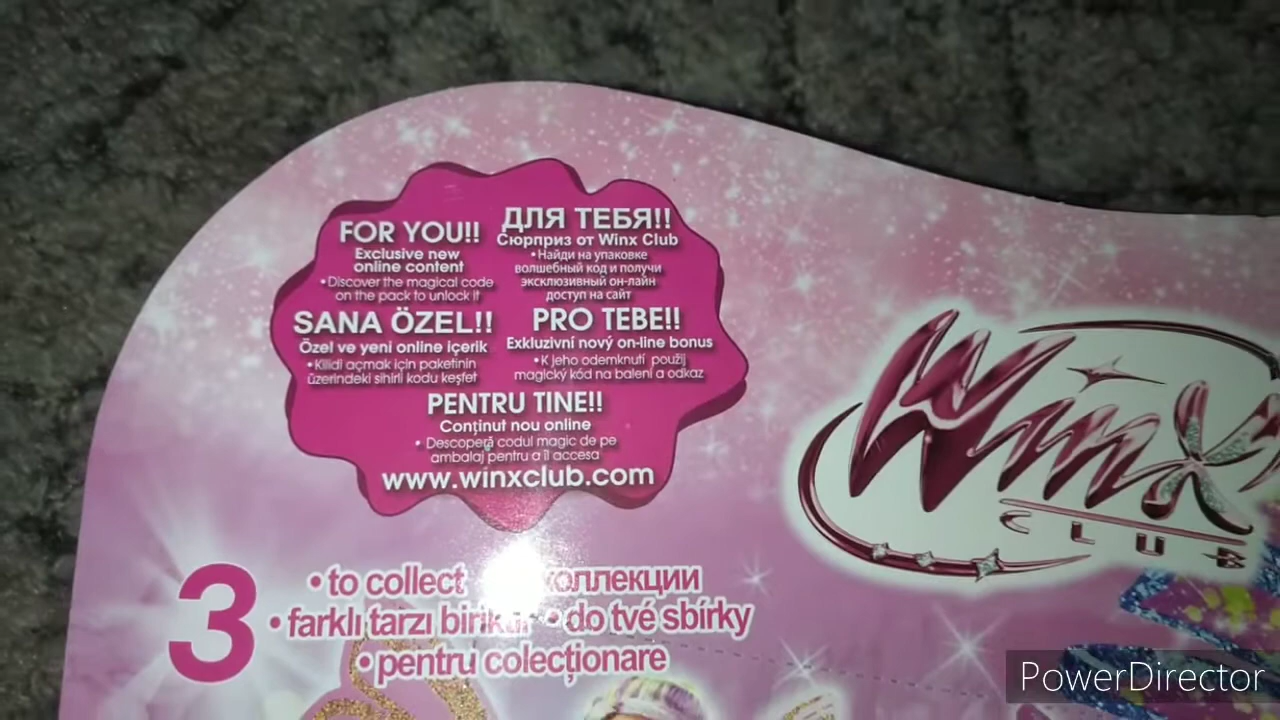 FOR YOU!!
Exclusive new
online content
• Discover the magical code
on the pack to unlock it
ДЛЯ ТЕБЯ!!
Сюрприз от Winx Club
• Найди на упаковке
волшебный код и получи
эксклюзивный он-лайн
доступ на сайт
SANA ÖZEL!!
Özel ve yeni online içerik
• Kilidi açmak için paketinin
üzerindeki sihirli kodu keşfet
PRO TEBE!!
Exkluzivní nový on-line bonus
• K jeho odemknutí použij
magický kód na balení a odkaz
PENTRU TINE!!
Conținut nou online
• Descoperă codul magic de pe
ambalaj pentru a îl accesa
www.winxclub.com
3
• to collect
• farklı tarzı • do tvé sbírky
• pentru colecționare
Winx
CLUB
PowerDirector